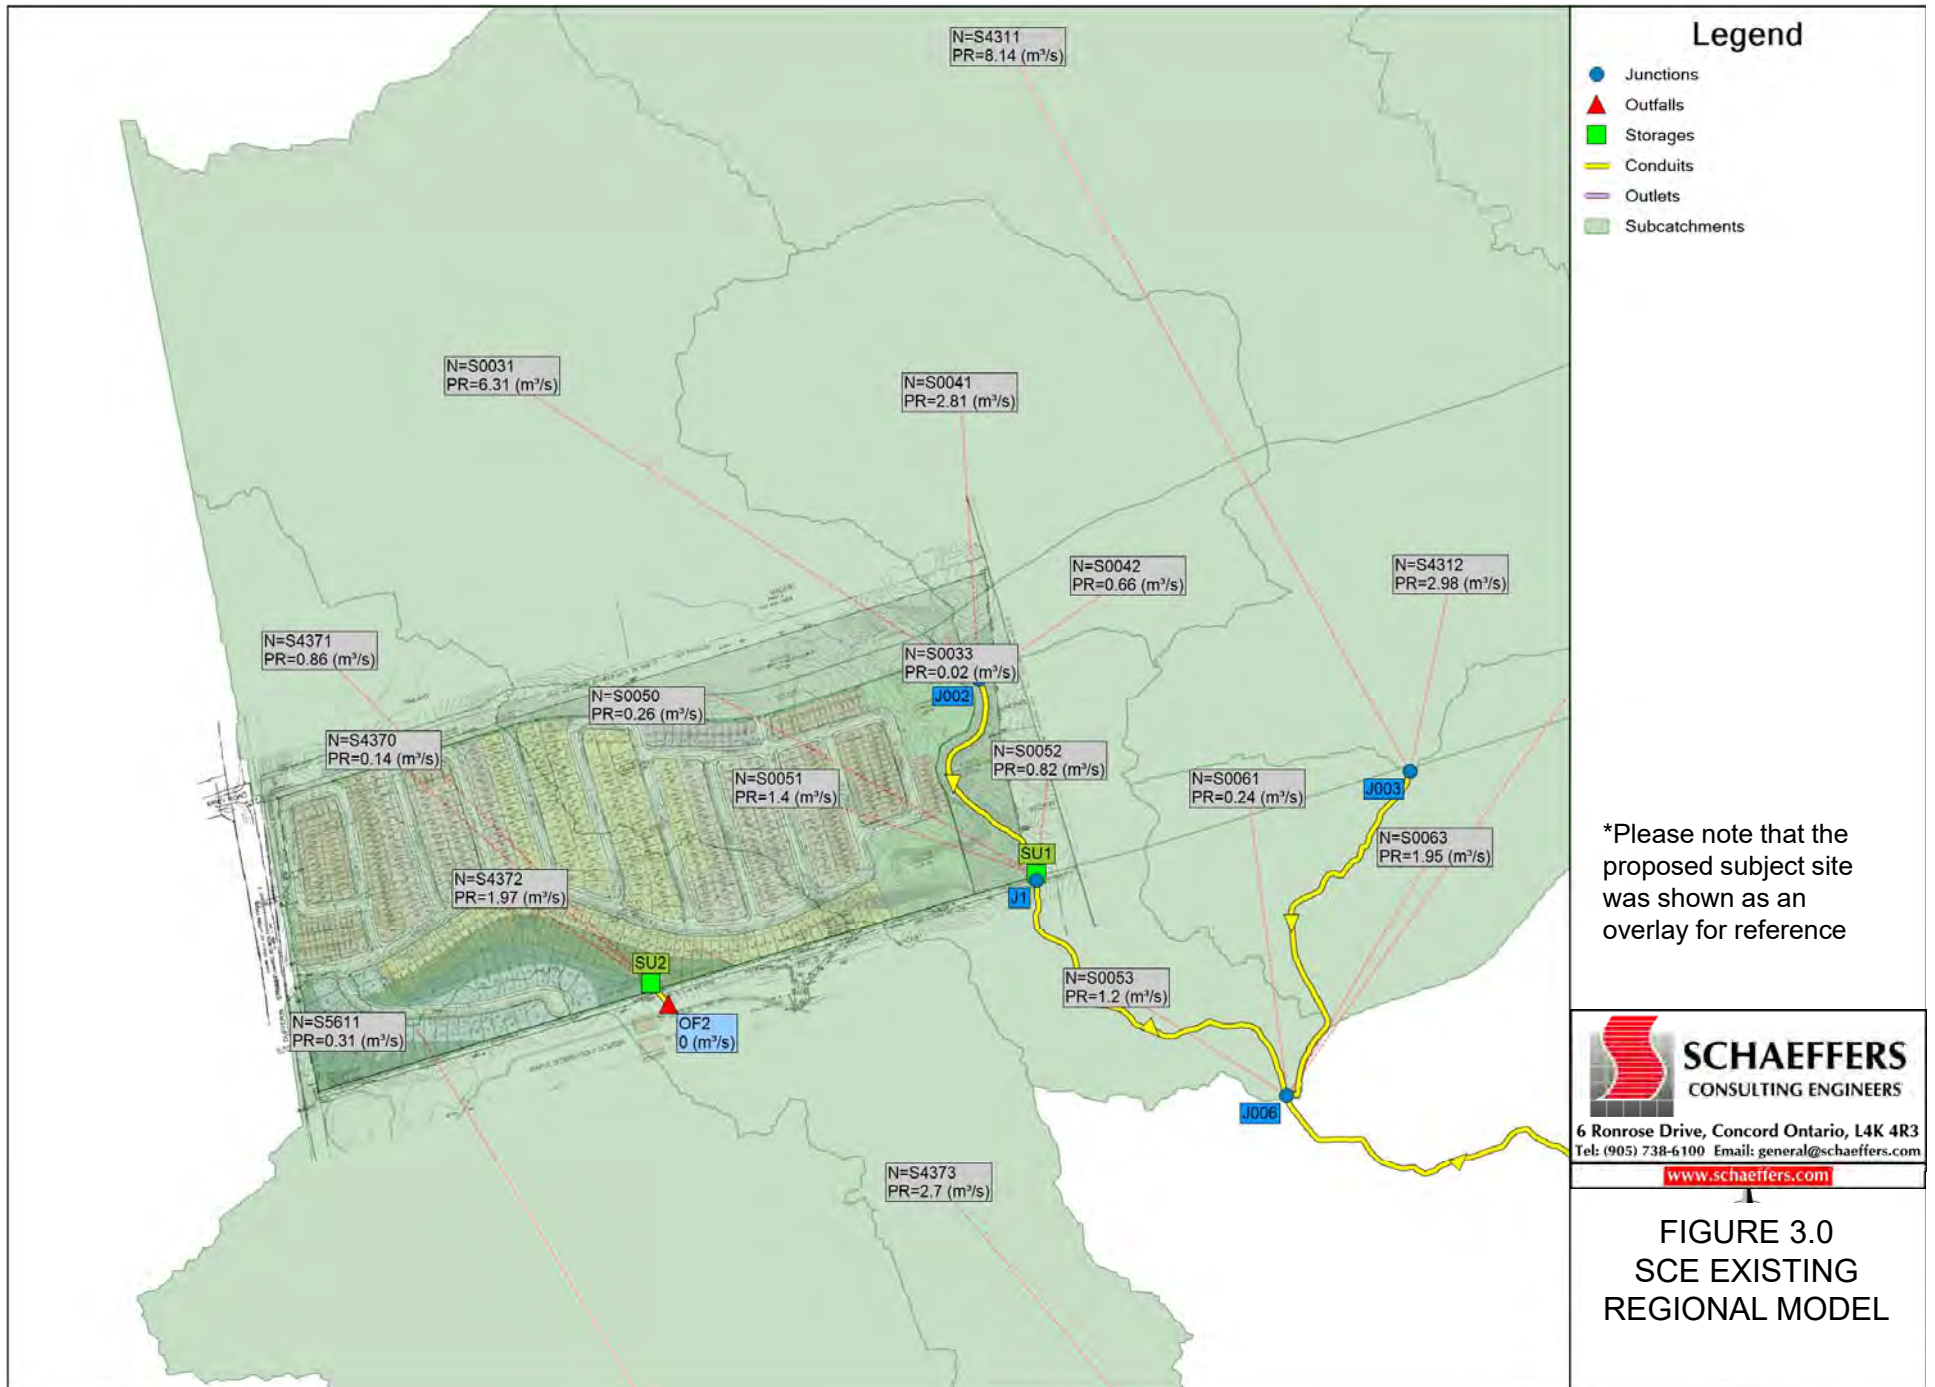 N=S4311
PR=8.14 (m³/s)
N=S0031
PR=6.31 (m³/s)
N=S0041
PR=2.81 (m³/s)
N=S0042
PR=0.66 (m³/s)
N=S4312
PR=2.98 (m³/s)
N=S4371
PR=0.86 (m³/s)
N=S0033
PR=0.02 (m³/s)
J002
N=S0050
PR=0.26 (m³/s)
N=S4370
PR=0.14 (m³/s)
N=S0052
PR=0.82 (m³/s)
N=S0051
PR=1.4 (m³/s)
N=S0061
PR=0.24 (m³/s)
J003
N=S0063
PR=1.95 (m³/s)
SU1
J1
N=S4372
PR=1.97 (m³/s)
SU2
N=S0053
PR=1.2 (m³/s)
N=S5611
PR=0.31 (m³/s)
OF2
0 (m³/s)
J006
N=S4373
PR=2.7 (m³/s)
Legend
Junctions
Outfalls
Storages
Conduits
Outlets
Subcatchments
*Please note that the
proposed subject site
was shown as an
overlay for reference
SCHAEFFERS
CONSULTING ENGINEERS
6 Ronrose Drive, Concord Ontario, L4K 4R3
Tel: (905) 738-6100 Email: general@schaeffers.com
www.schaeffers.com
FIGURE 3.0
SCE EXISTING
REGIONAL MODEL